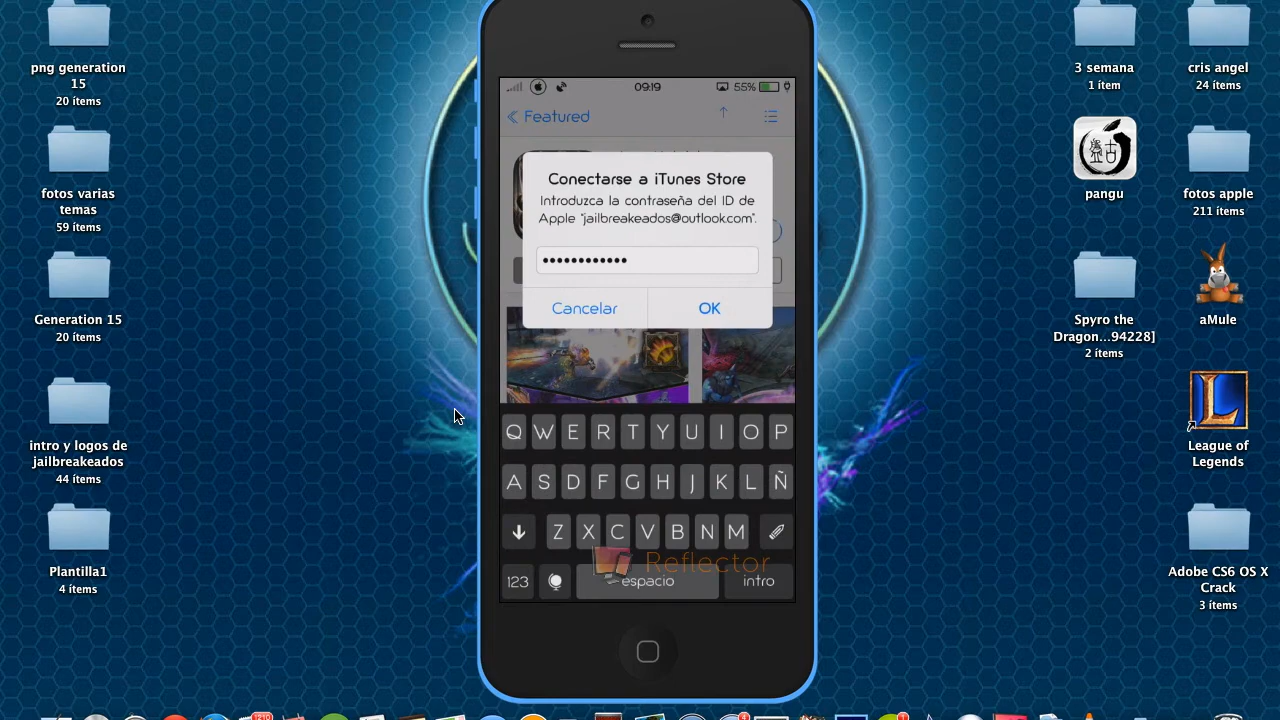 png generation
15
20 items
fotos varias
temas
59 items
Generation 15
20 items
intro y logos de
jailbreakeados
44 items
Plantilla1
4 items
09:19
55%
Featured
Conectarse a iTunes Store
Introduzca la contraseña del ID de
Apple "jailbreakeados@outlook.com".
Cancelar
OK
Q W E R T Y U I O P
A S D F G H J K L Ñ
Z X C V B N M
Reflector
123
espacio
intro
3 semana
1 item
cris angel
24 items
pangu
fotos apple
211 items
Spyro the
Dragon...94228]
2 items
aMule
League of
Legends
Adobe CS6 OS X
Crack
3 items